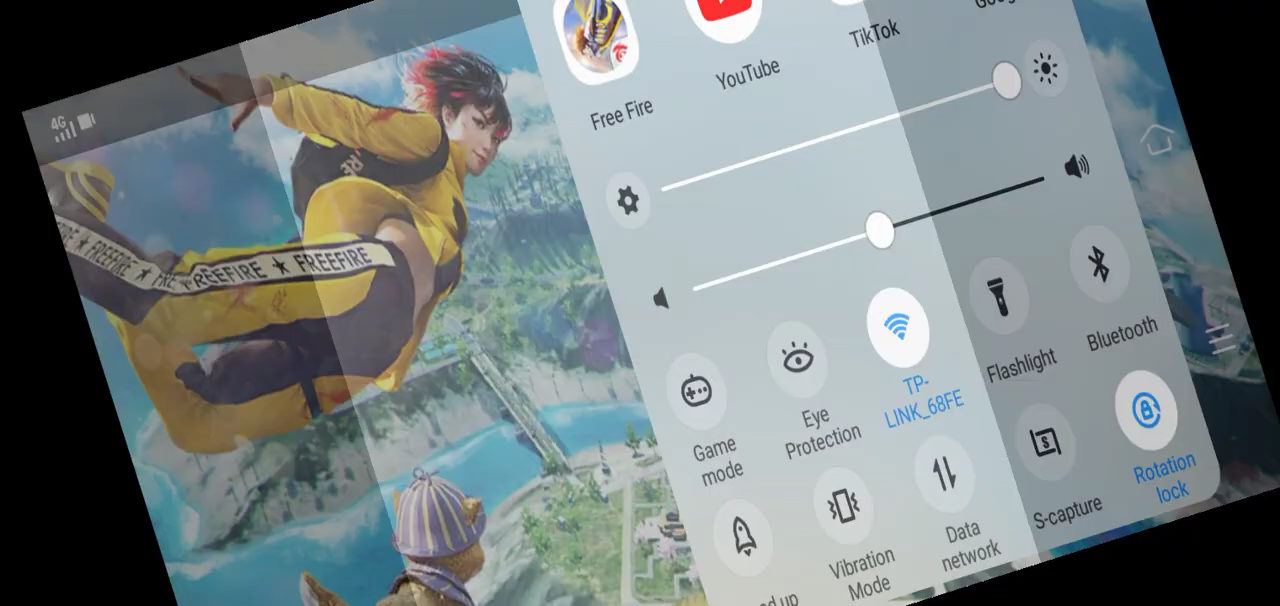 4G
FREEFIRE ★ FREEFIRE
Free Fire
YouTube
TikTok
Game
mode
Eye
Protection
TP-
LINK_68FE
Flashlight
Bluetooth
Vibration
Mode
Data
network
S-capture
Rotation
lock